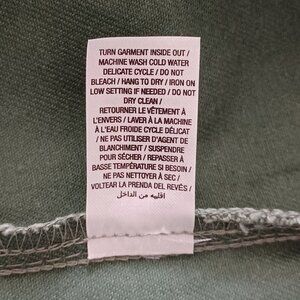 TURN GARMENT INSIDE OUT /
MACHINE WASH COLD WATER
DELICATE CYCLE / DO NOT
BLEACH / HANG TO DRY / IRON ON
LOW SETTING IF NEEDED / DO NOT
DRY CLEAN /
RETOURNER LE VÊTEMENT À
L'ENVERS / LAVER À LA MACHINE
À L'EAU FROIDE CYCLE DÉLICAT
/ NE PAS UTILISER D'AGENT DE
BLANCHIMENT / SUSPENDRE
POUR SÉCHER / REPASSER À
BASSE TEMPÉRATURE SI BESOIN /
NE PAS NETTOYER À SEC /
VOLTEAR LA PRENDA DEL REVÉS /
اقلبيه من الداخل